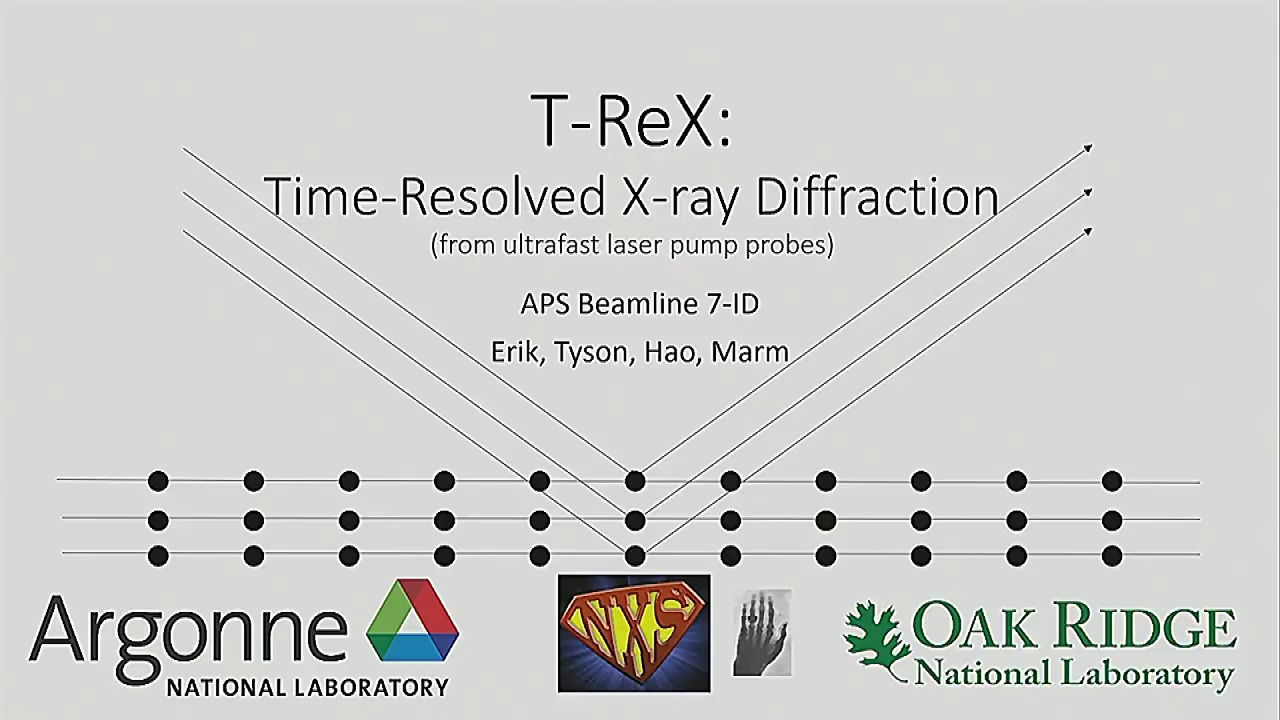 T-ReX:
Time-Resolved X-ray Diffraction
(from ultrafast laser pump probes)
APS Beamline 7-ID
Erik, Tyson, Hao, Marm
Argonne
NATIONAL LABORATORY
NXS
OAK RIDGE
National Laboratory